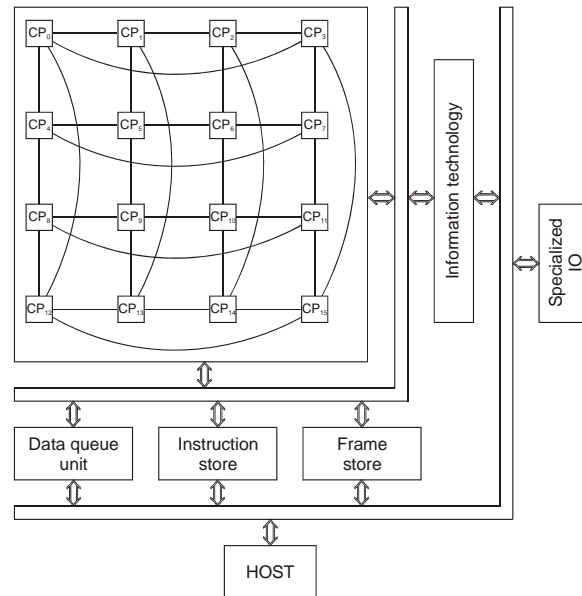 CP₀ CP₁ CP₂ CP₃
CP₄ CP₅ CP₆ CP₇
CP₈ CP₉ CP₁₀ CP₁₁
CP₁₂ CP₁₃ CP₁₄ CP₁₅
Information technology
Specialized
IO
Data queue
unit
Instruction
store
Frame
store
HOST